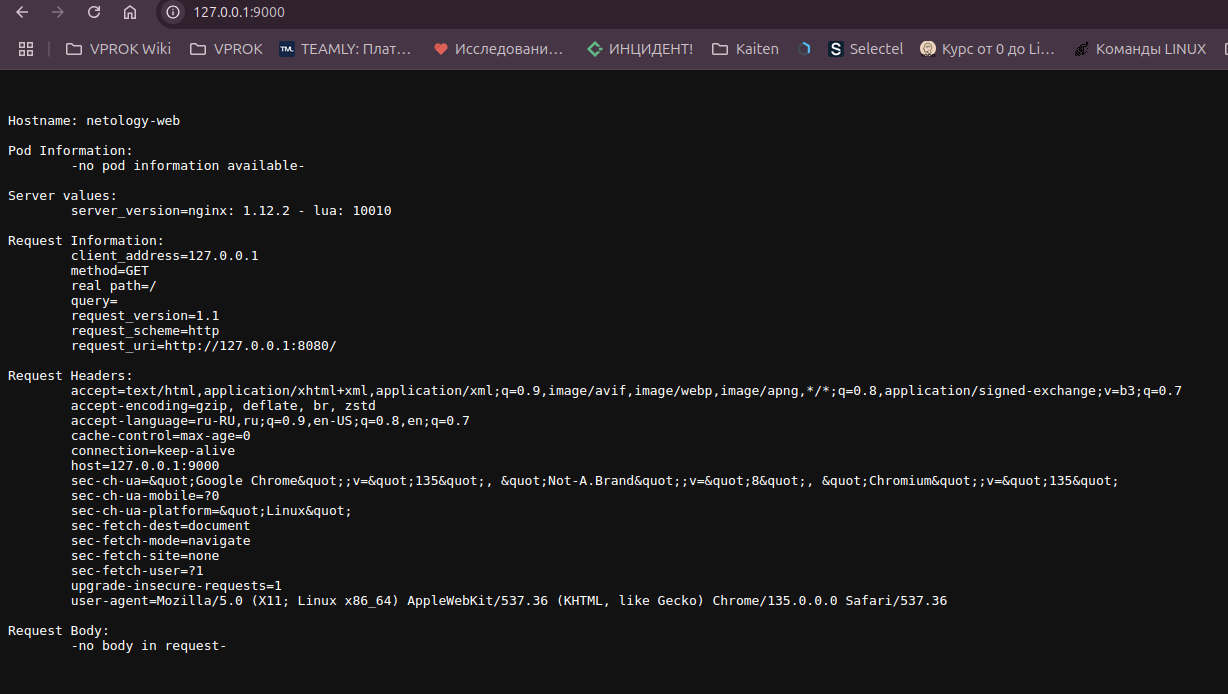 127.0.0.1:9000
VPROK Wiki VPROK TEAMLY: Плат... Исследовани... ИНЦИДЕНТ! Kaiten Selectel Курс от 0 до Li... Команды LINUX
Hostname: netology-web
Pod Information:
-no pod information available-
Server values:
server_version=nginx: 1.12.2 - lua: 10010
Request Information:
client_address=127.0.0.1
method=GET
real path=/
query=
request_version=1.1
request_scheme=http
request_uri=http://127.0.0.1:8080/
Request Headers:
accept=text/html,application/xhtml+xml,application/xml;q=0.9,image/avif,image/webp,image/apng,*/*;q=0.8,application/signed-exchange;v=b3;q=0.7
accept-encoding=gzip, deflate, br, zstd
accept-language=ru-RU,ru;q=0.9,en-US;q=0.8,en;q=0.7
cache-control=max-age=0
connection=keep-alive
host=127.0.0.1:9000
sec-ch-ua=&quot;Google Chrome&quot;;v=&quot;135&quot;, &quot;Not-A.Brand&quot;;v=&quot;8&quot;, &quot;Chromium&quot;;v=&quot;135&quot;
sec-ch-ua-mobile=?0
sec-ch-ua-platform=&quot;Linux&quot;
sec-fetch-dest=document
sec-fetch-mode=navigate
sec-fetch-site=none
sec-fetch-user=?1
upgrade-insecure-requests=1
user-agent=Mozilla/5.0 (X11; Linux x86_64) AppleWebKit/537.36 (KHTML, like Gecko) Chrome/135.0.0.0 Safari/537.36
Request Body:
-no body in request-